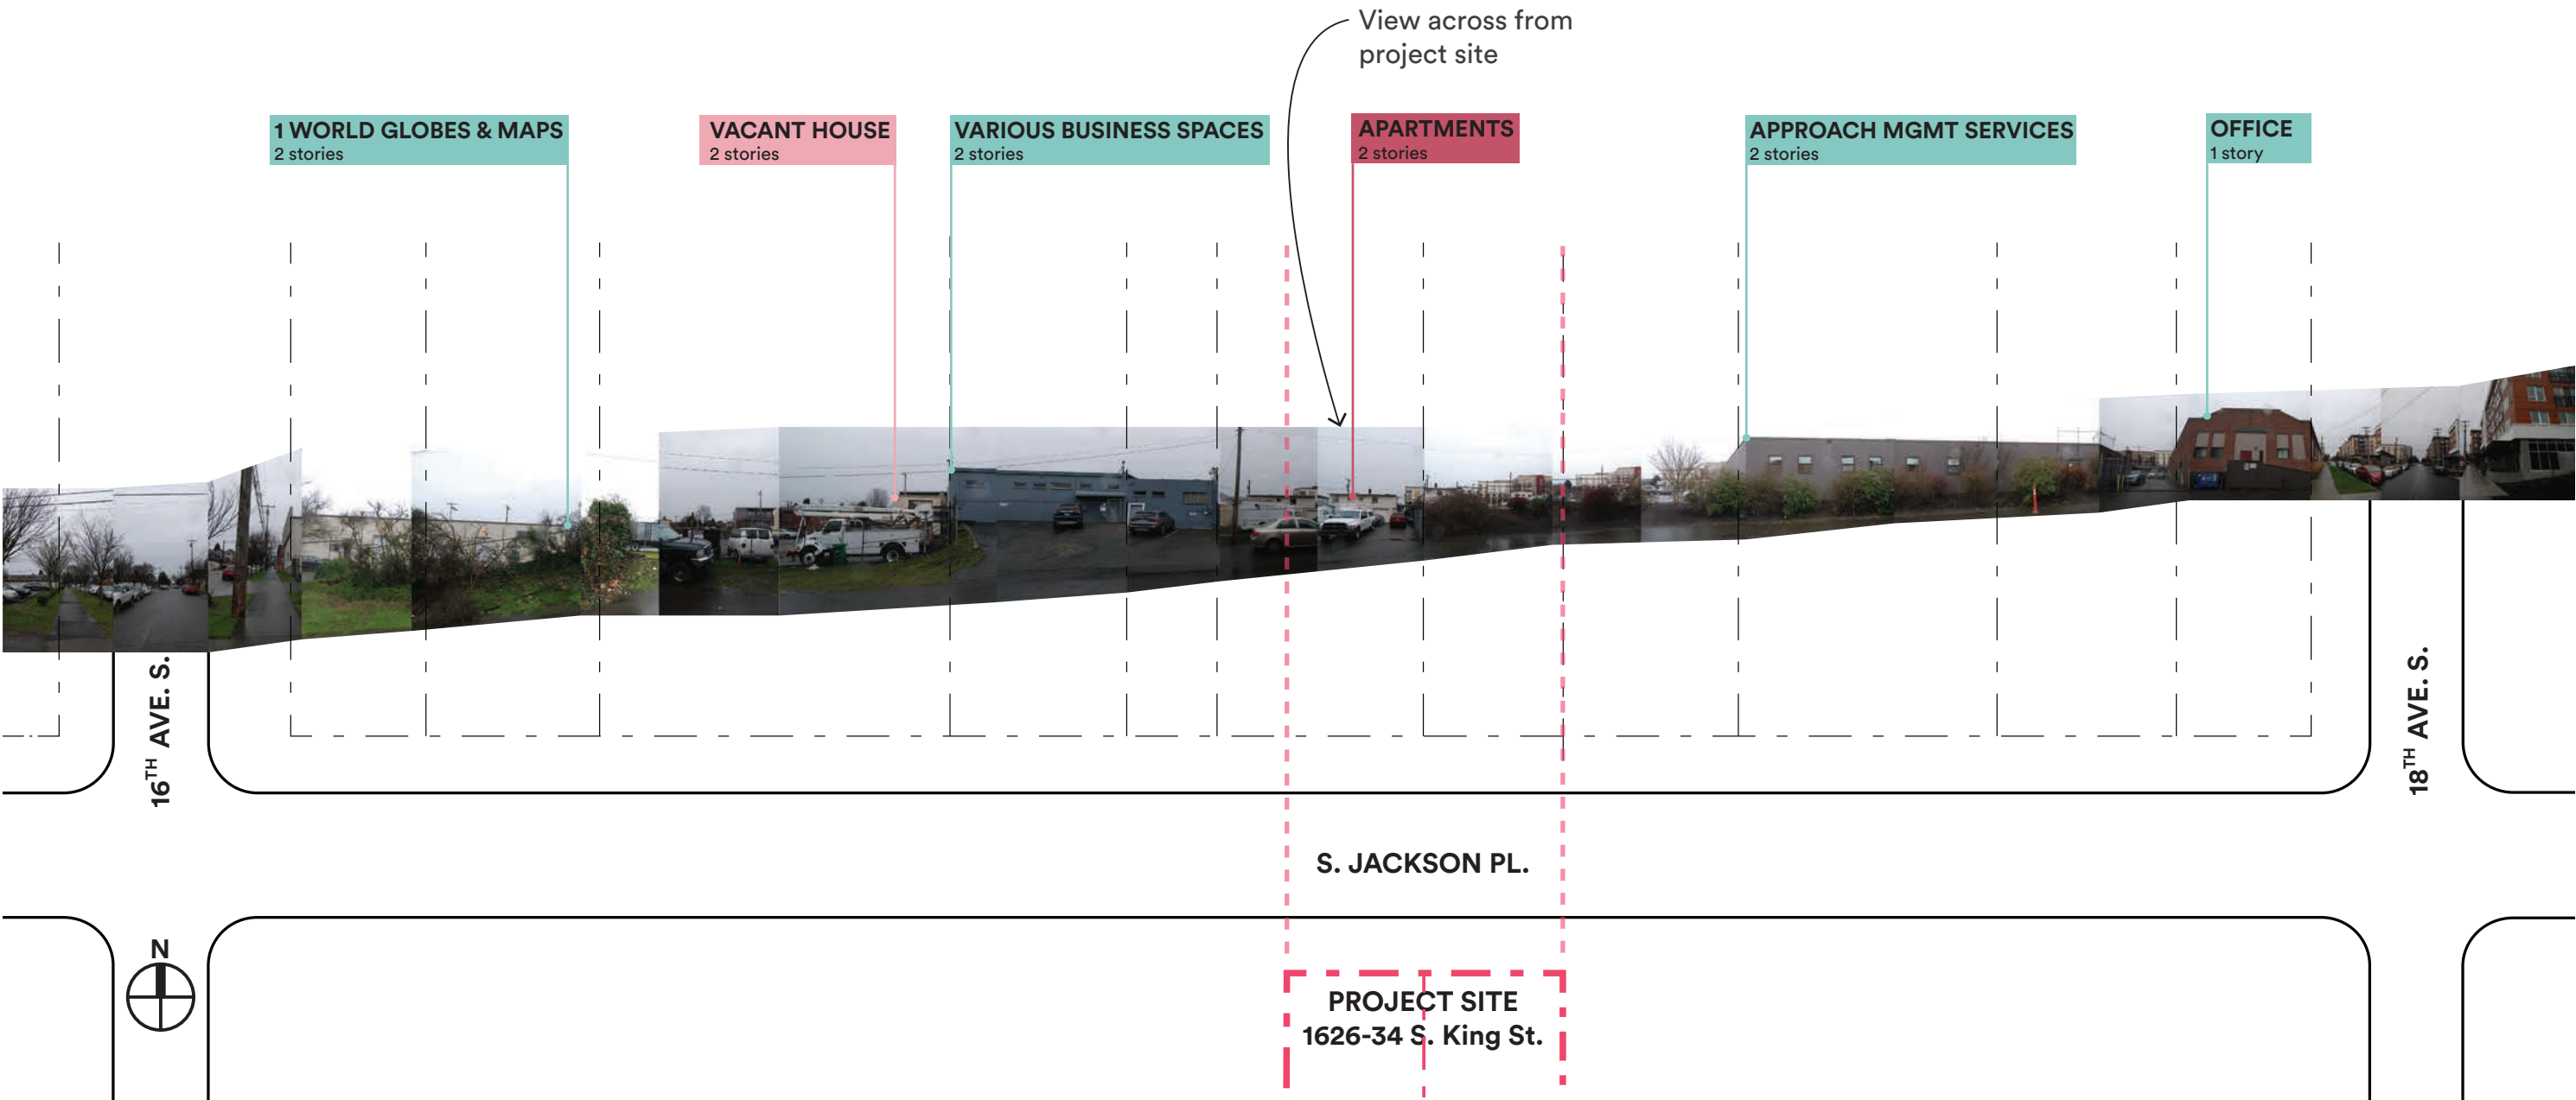 View across from
project site
1 WORLD GLOBES & MAPS
2 stories
VACANT HOUSE
2 stories
VARIOUS BUSINESS SPACES
2 stories
APARTMENTS
2 stories
APPROACH MGMT SERVICES
2 stories
OFFICE
1 story
16TH AVE. S.
18TH AVE. S.
S. JACKSON PL.
N
PROJECT SITE
1626-34 S. King St.